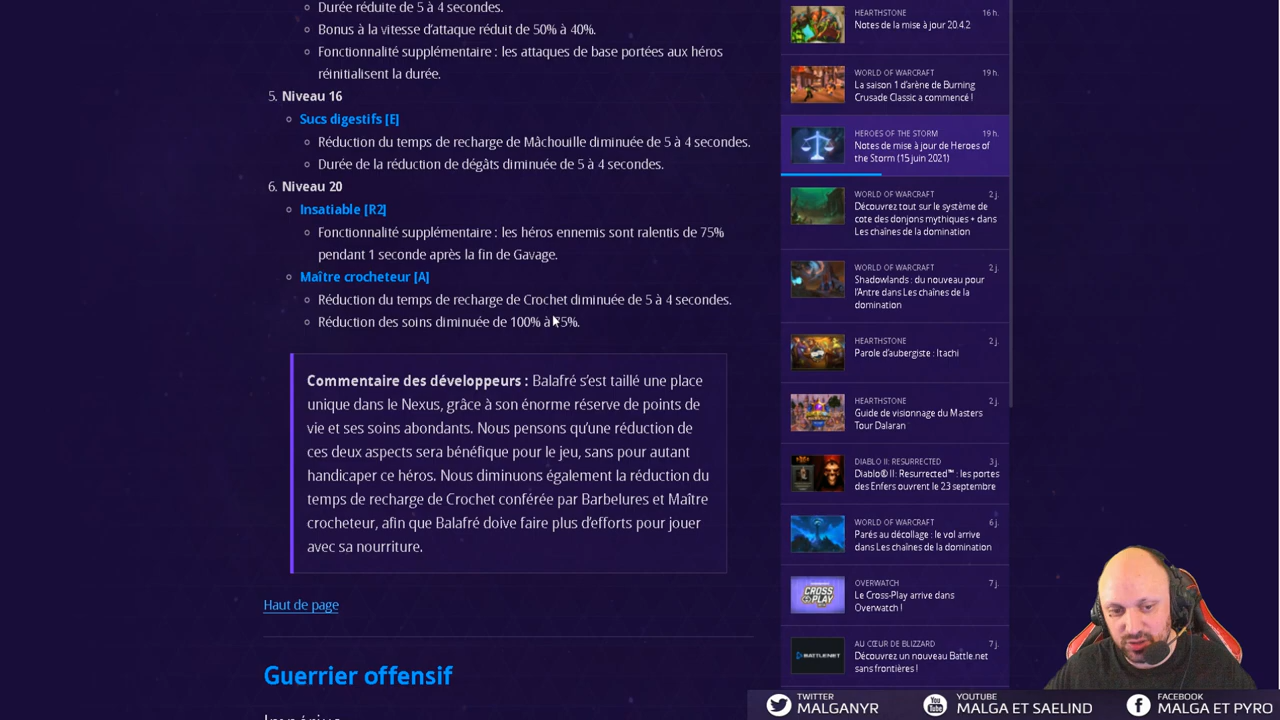 Durée réduite de 5 à 4 secondes.
Bonus à la vitesse d'attaque réduit de 50% à 40%.
Fonctionnalité supplémentaire : les attaques de base portées aux héros
réinitialisent la durée.
5. Niveau 16
Sucs digestifs [E]
Réduction du temps de recharge de Mâchouille diminuée de 5 à 4 secondes.
Durée de la réduction de dégâts diminuée de 5 à 4 secondes.
6. Niveau 20
Insatiable [R2]
Fonctionnalité supplémentaire : les héros ennemis sont ralentis de 75%
pendant 1 seconde après la fin de Gavage.
Maître crocheteur [A]
Réduction du temps de recharge de Crochet diminuée de 5 à 4 secondes.
Réduction des soins diminuée de 100% à 75%.
Commentaire des développeurs : Balafré s'est taillé une place
unique dans le Nexus, grâce à son énorme réserve de points de
vie et ses soins abondants. Nous pensons qu'une réduction de
ces deux aspects sera bénéfique pour le jeu, sans pour autant
handicaper ce héros. Nous diminuons également la réduction du
temps de recharge de Crochet conférée par Barbelures et Maître
crocheteur, afin que Balafré doive faire plus d'efforts pour jouer
avec sa nourriture.
Haut de page
Guerrier offensif
Impérius
HEARTHSTONE 16 h.
Notes de la mise à jour 20.4.2
WORLD OF WARCRAFT 19 h.
La saison 1 d'arène de Burning
Crusade Classic a commencé !
HEROES OF THE STORM 19 h.
Notes de mise à jour de Heroes of
the Storm (15 juin 2021)
WORLD OF WARCRAFT 2 j.
Découvrez tout sur le système de
cote des donjons mythiques + dans
Les chaînes de la domination
WORLD OF WARCRAFT 2 j.
Shadowlands : du nouveau pour
l'Antre dans Les chaînes de la
domination
HEARTHSTONE 2 j.
Parole d'aubergiste : Itachi
HEARTHSTONE 2 j.
Guide de visionnage du Masters
Tour Dalaran
DIABLO II: RESURRECTED 3 j.
Diablo® II: Resurrected™ : les portes
des Enfers ouvrent le 23 septembre
WORLD OF WARCRAFT 6 j.
Parés au décollage : le vol arrive
dans Les chaînes de la domination
OVERWATCH 7 j.
Le Cross-Play arrive dans
Overwatch !
CROSS
PLAY
AU CŒUR DE BLIZZARD 7 j.
Découvrez un nouveau Battle.net
sans frontières !
BATTLE.NET
TWITTER
MALGANYR
YOUTUBE
MALGA ET SAELIND
FACEBOOK
MALGA ET PYRO